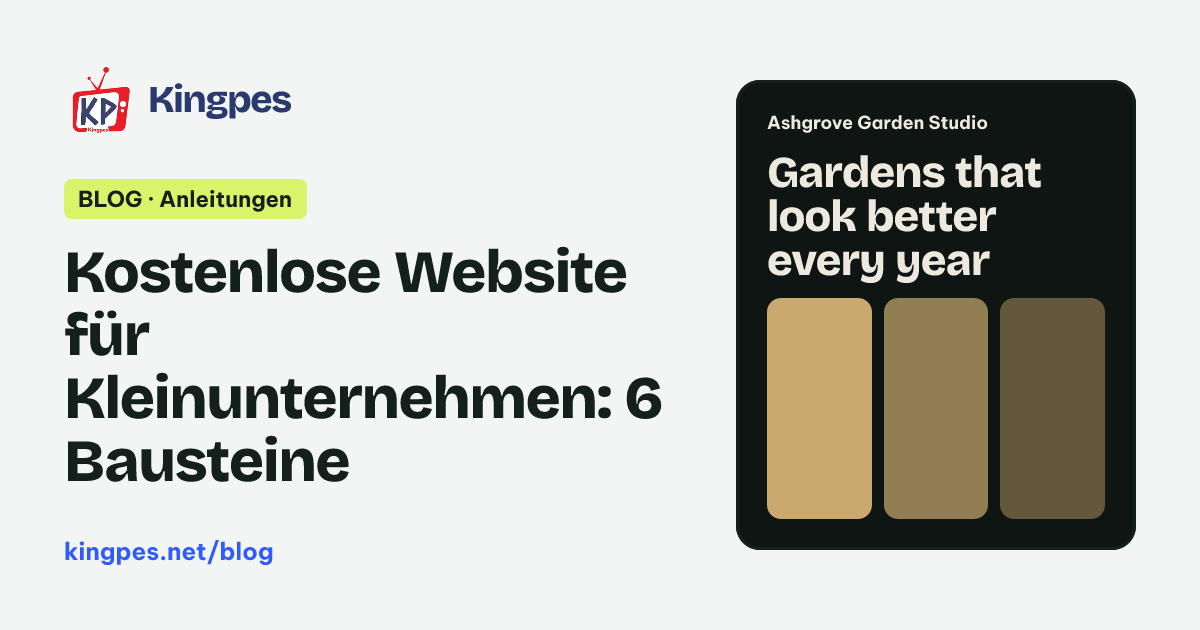 KP
Kingpes
Kingpes
BLOG · Anleitungen
Kostenlose Website
für
Kleinunternehmen: 6
Bausteine
kingpes.net/blog
Ashgrove Garden Studio
Gardens that
look better
every year